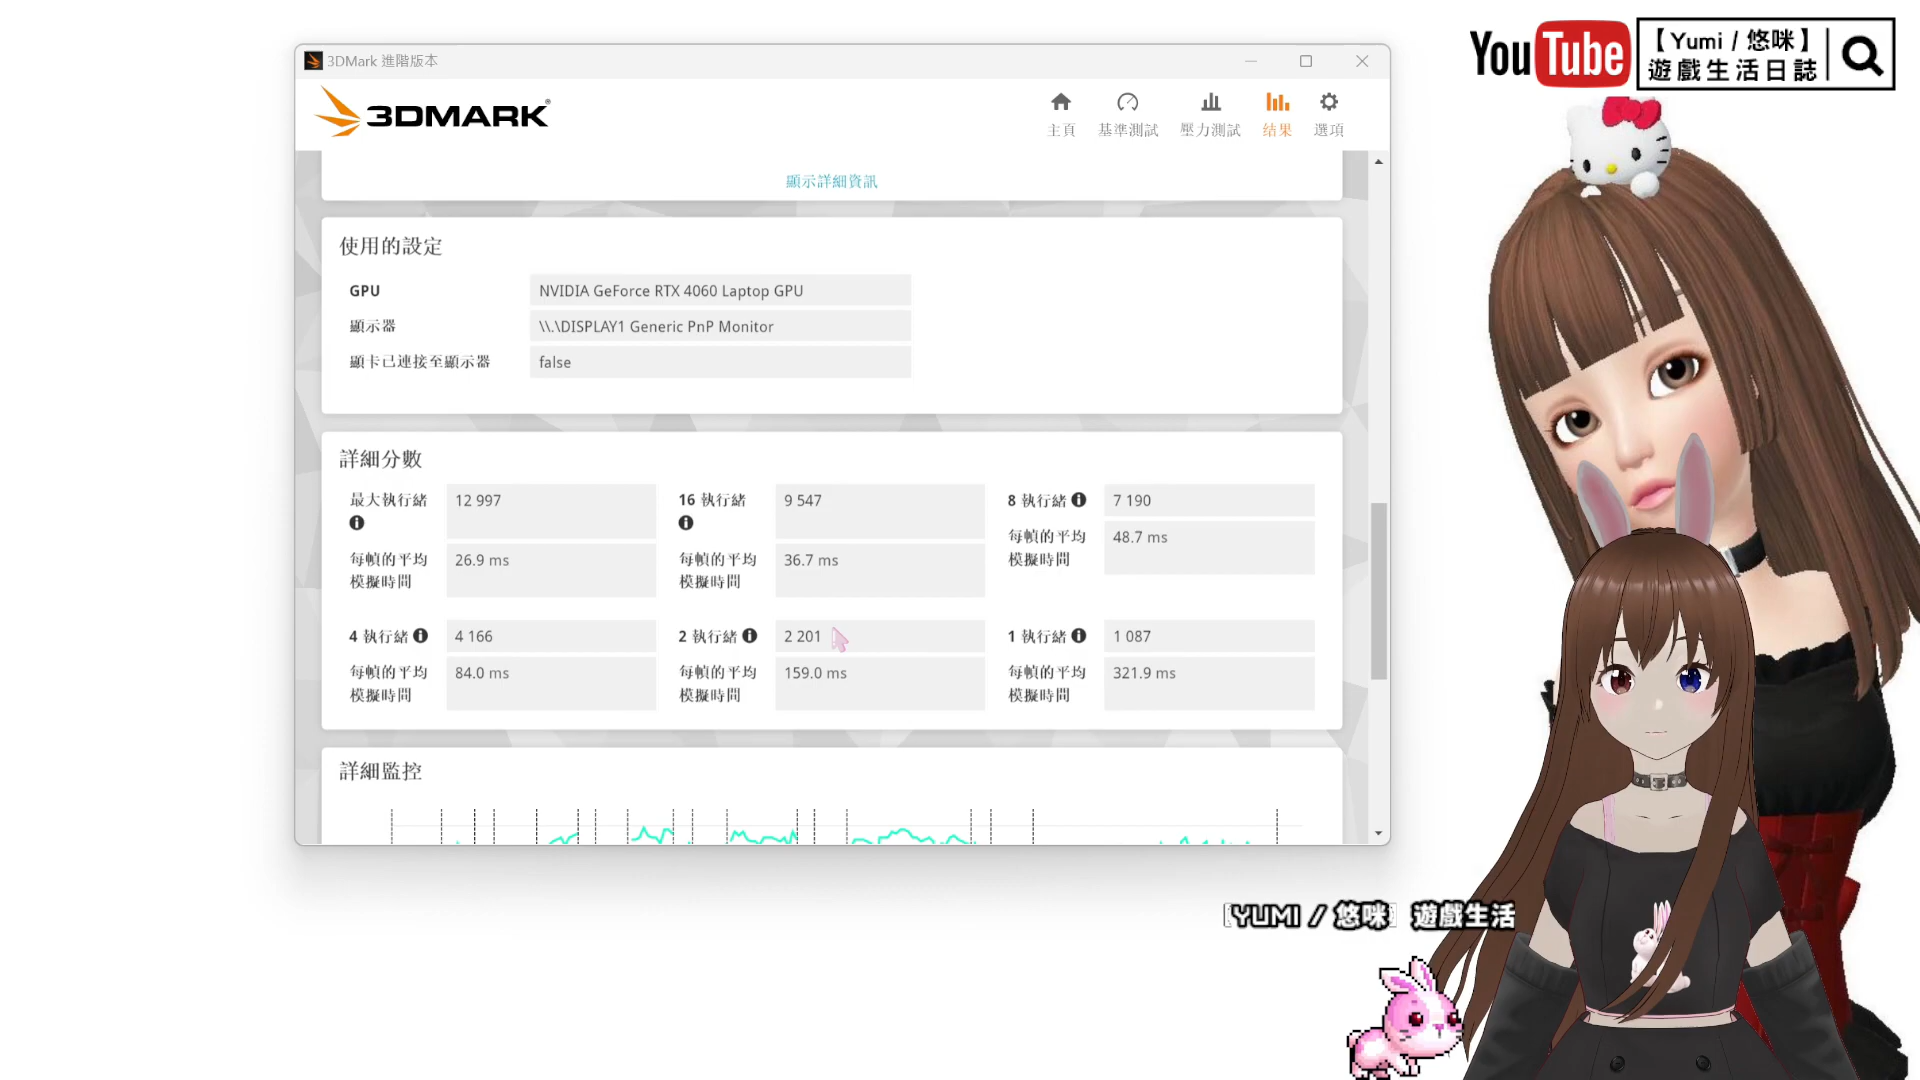 3DMark 進階版本
YouTube
【Yumi / 悠咪】
遊戲生活日誌
3DMARK®
主頁
基準測試
壓力測試
结果
選項
顯示詳細資訊
使用的設定
GPU
NVIDIA GeForce RTX 4060 Laptop GPU
顯示器
\\.\DISPLAY1 Generic PnP Monitor
顯卡已連接至顯示器
false
詳細分數
最大執行緒
12 997
每幀的平均
模擬時間
26.9 ms
16 執行緒
9 547
每幀的平均
模擬時間
36.7 ms
8 執行緒
7 190
每幀的平均
模擬時間
48.7 ms
4 執行緒
4 166
每幀的平均
模擬時間
84.0 ms
2 執行緒
2 201
每幀的平均
模擬時間
159.0 ms
1 執行緒
1 087
每幀的平均
模擬時間
321.9 ms
詳細監控
【YUMI / 悠咪】 遊戲生活